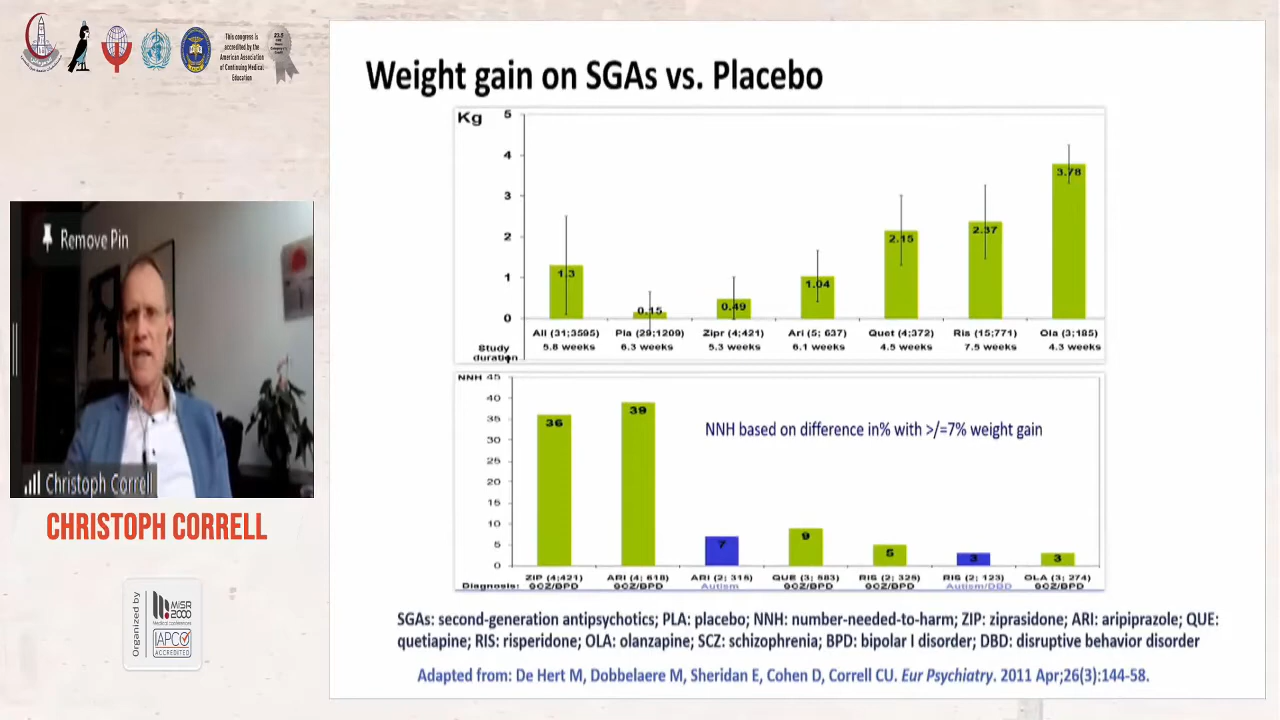 This congress is
accredited by the
American Association
of Continuing Medical
Education
Remove Pin
Christoph Correll
CHRISTOPH CORRELL
Organized by
MISR
2000
Medical conferences
IAPCO
ACCREDITED
Weight gain on SGAs vs. Placebo
Kg
5
4
3
2
1
0
1.3
0.15
0.49
1.04
2.15
2.37
3.78
All (31;3595) Pla (29;1209) Zipr (4;421) Ari (5; 637) Quet (4;372) Ris (15;771) Ola (3;185)
Study duration 5.8 weeks 6.3 weeks 5.3 weeks 6.1 weeks 4.5 weeks 7.5 weeks 4.3 weeks
NNH 45
40
35
30
25
20
15
10
5
0
36
39
7
9
5
3
3
NNH based on difference in% with >/=7% weight gain
ZIP (4;421) ARI (4; 618) ARI (2; 316) QUE (3; 583) RIS (2; 328) RIS (2; 123) OLA (3; 274)
Diagnosis: SCZ/BPD SCZ/BPD Autism SCZ/BPD SCZ/BPD Autism/DBD SCZ/BPD
SGAs: second-generation antipsychotics; PLA: placebo; NNH: number-needed-to-harm; ZIP: ziprasidone; ARI: aripiprazole; QUE:
quetiapine; RIS: risperidone; OLA: olanzapine; SCZ: schizophrenia; BPD: bipolar I disorder; DBD: disruptive behavior disorder
Adapted from: De Hert M, Dobbelaere M, Sheridan E, Cohen D, Correll CU. Eur Psychiatry. 2011 Apr;26(3):144-58.